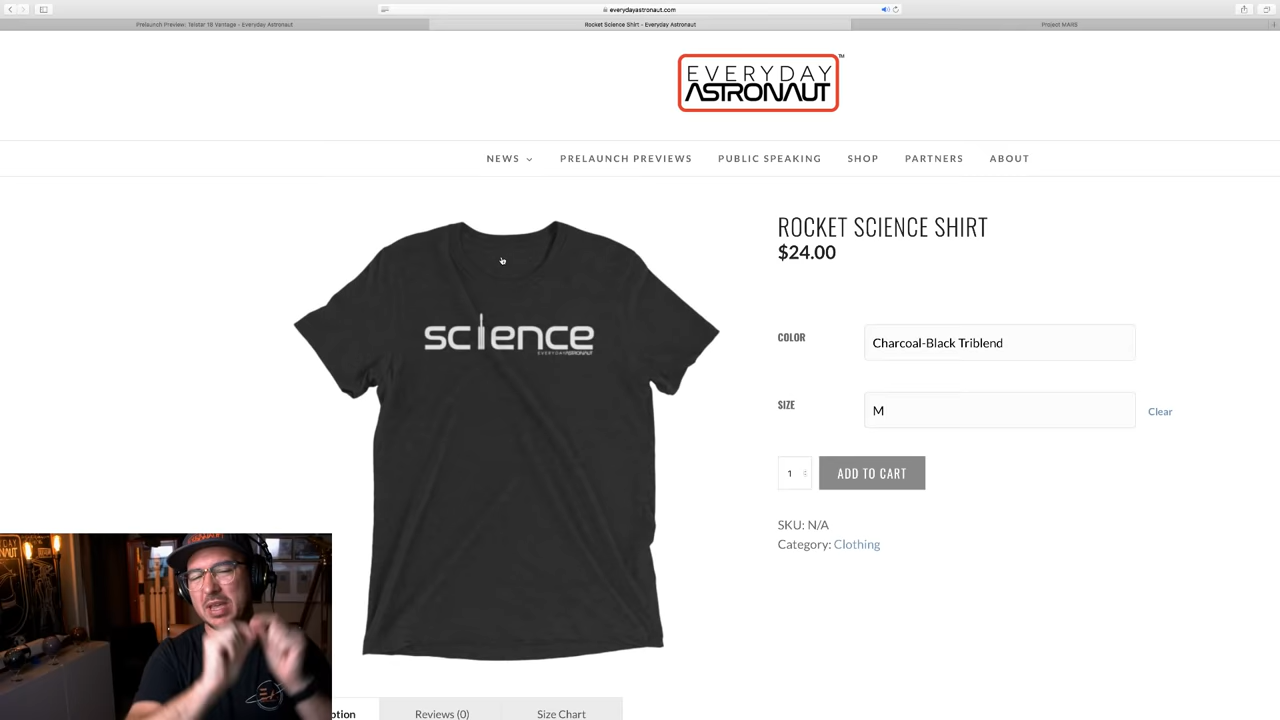 everydayastronaut.com
Prelaunch Preview: Telstar 18 Vantage - Everyday Astronaut
Rocket Science Shirt - Everyday Astronaut
Project MARS
EVERYDAY
ASTRONAUT™
NEWS
PRELAUNCH PREVIEWS
PUBLIC SPEAKING
SHOP
PARTNERS
ABOUT
ROCKET SCIENCE SHIRT
$24.00
science
EVERYDAY ASTRONAUT
COLOR
Charcoal-Black Triblend
SIZE
M
Clear
1
ADD TO CART
SKU: N/A
Category: Clothing
ption
Reviews (0)
Size Chart